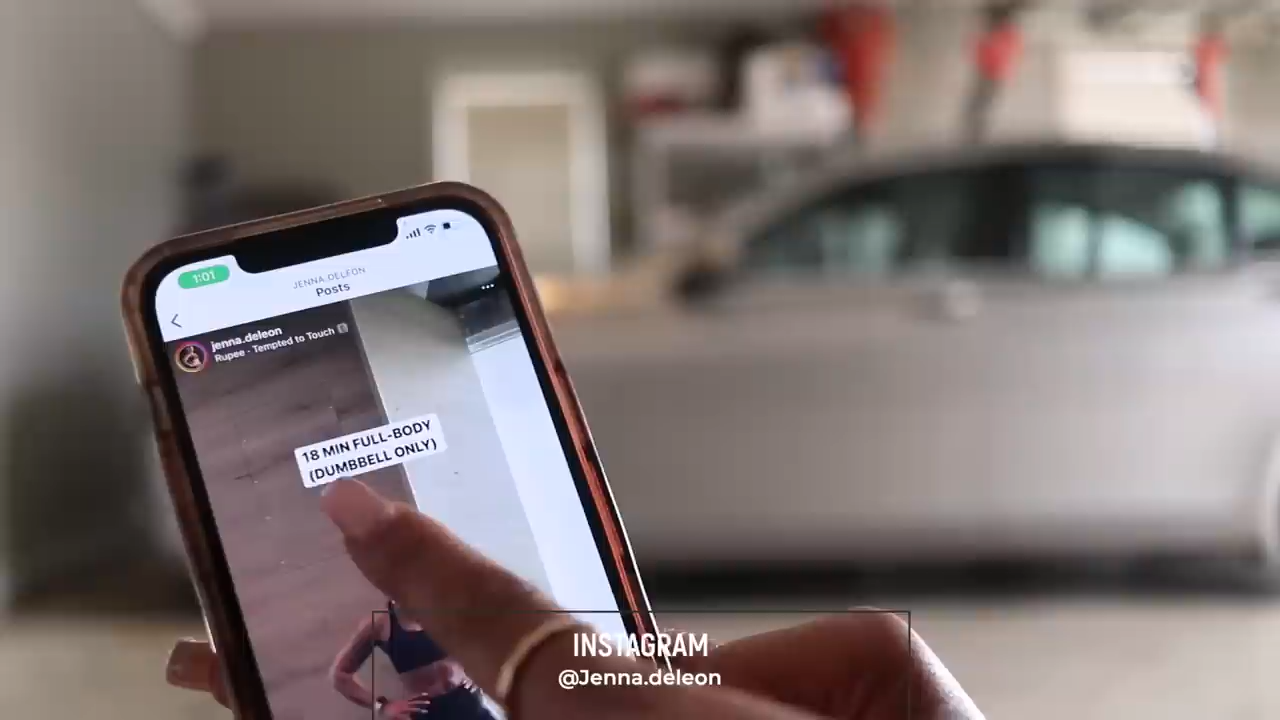 1:01
JENNA.DELEON
Posts
jenna.deleon
Rupee · Tempted to Touch
18 MIN FULL-BODY
(DUMBBELL ONLY)
INSTAGRAM
@Jenna.deleon